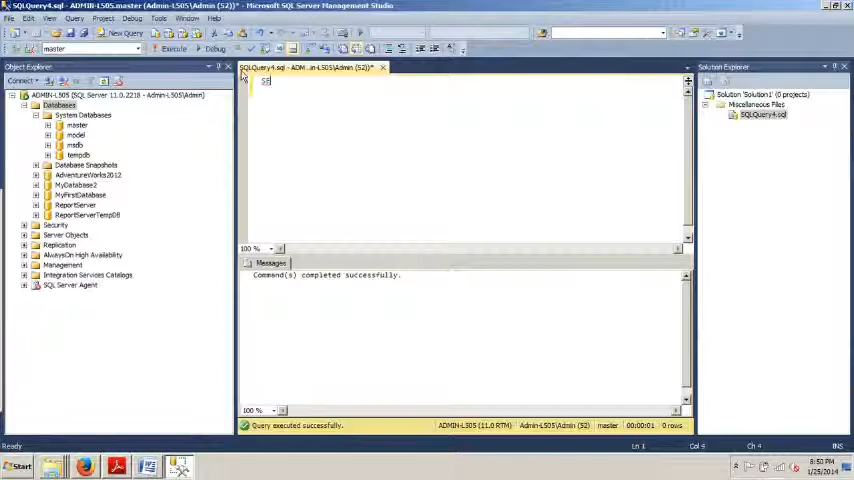 SQLQuery4.sql - ADMIN-L505.master (Admin-L505\Admin (52))* - Microsoft SQL Server Management Studio
File Edit View Query Project Debug Tools Window Help
New Query
master Execute Debug
Object Explorer
SQLQuery4.sql - ADM...in-L505\Admin (52))*
Solution Explorer
Connect
SE
ADMIN-L505 (SQL Server 11.0.2218 - Admin-L505\Admin)
Databases
System Databases
master
model
msdb
tempdb
Database Snapshots
AdventureWorks2012
MyDatabase2
MyFirstDatabase
ReportServer
ReportServerTempDB
Security
Server Objects
Replication
AlwaysOn High Availability
Management
Integration Services Catalogs
SQL Server Agent
Solution 'Solution1' (0 projects)
Miscellaneous Files
SQLQuery4.sql
100 %
Messages
Command(s) completed successfully.
100 %
Query executed successfully. ADMIN-L505 (11.0 RTM) Admin-L505\Admin (52) master 00:00:01 0 rows
Ready Ln 1 Ch 4 INS
Start 8:50 PM
1/25/2014